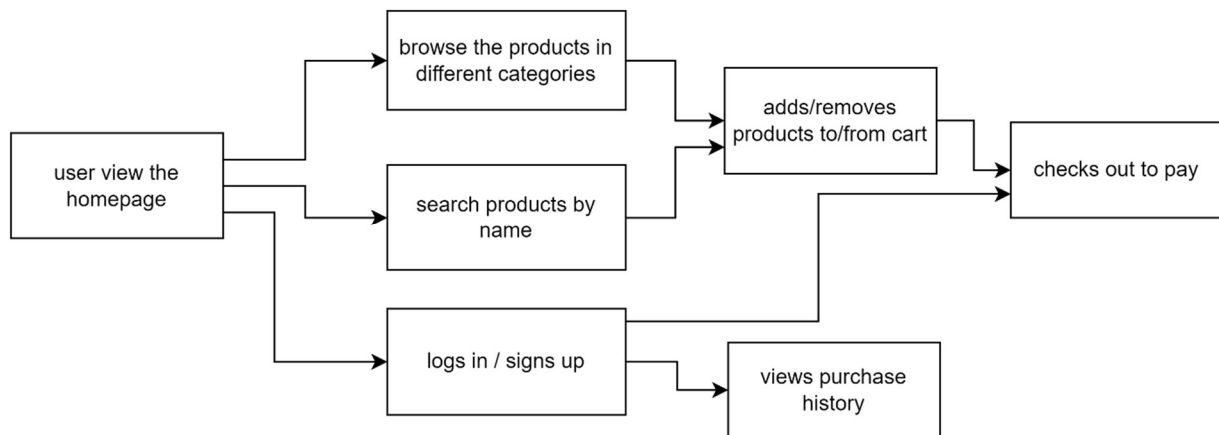 user view the
homepage
browse the products in
different categories
search products by
name
logs in / signs up
adds/removes
products to/from cart
views purchase
history
checks out to pay